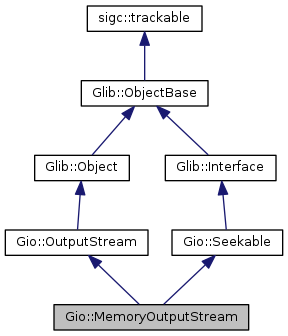 sigc::trackable
Glib::ObjectBase
Glib::Object
Glib::Interface
Gio::OutputStream
Gio::Seekable
Gio::MemoryOutputStream